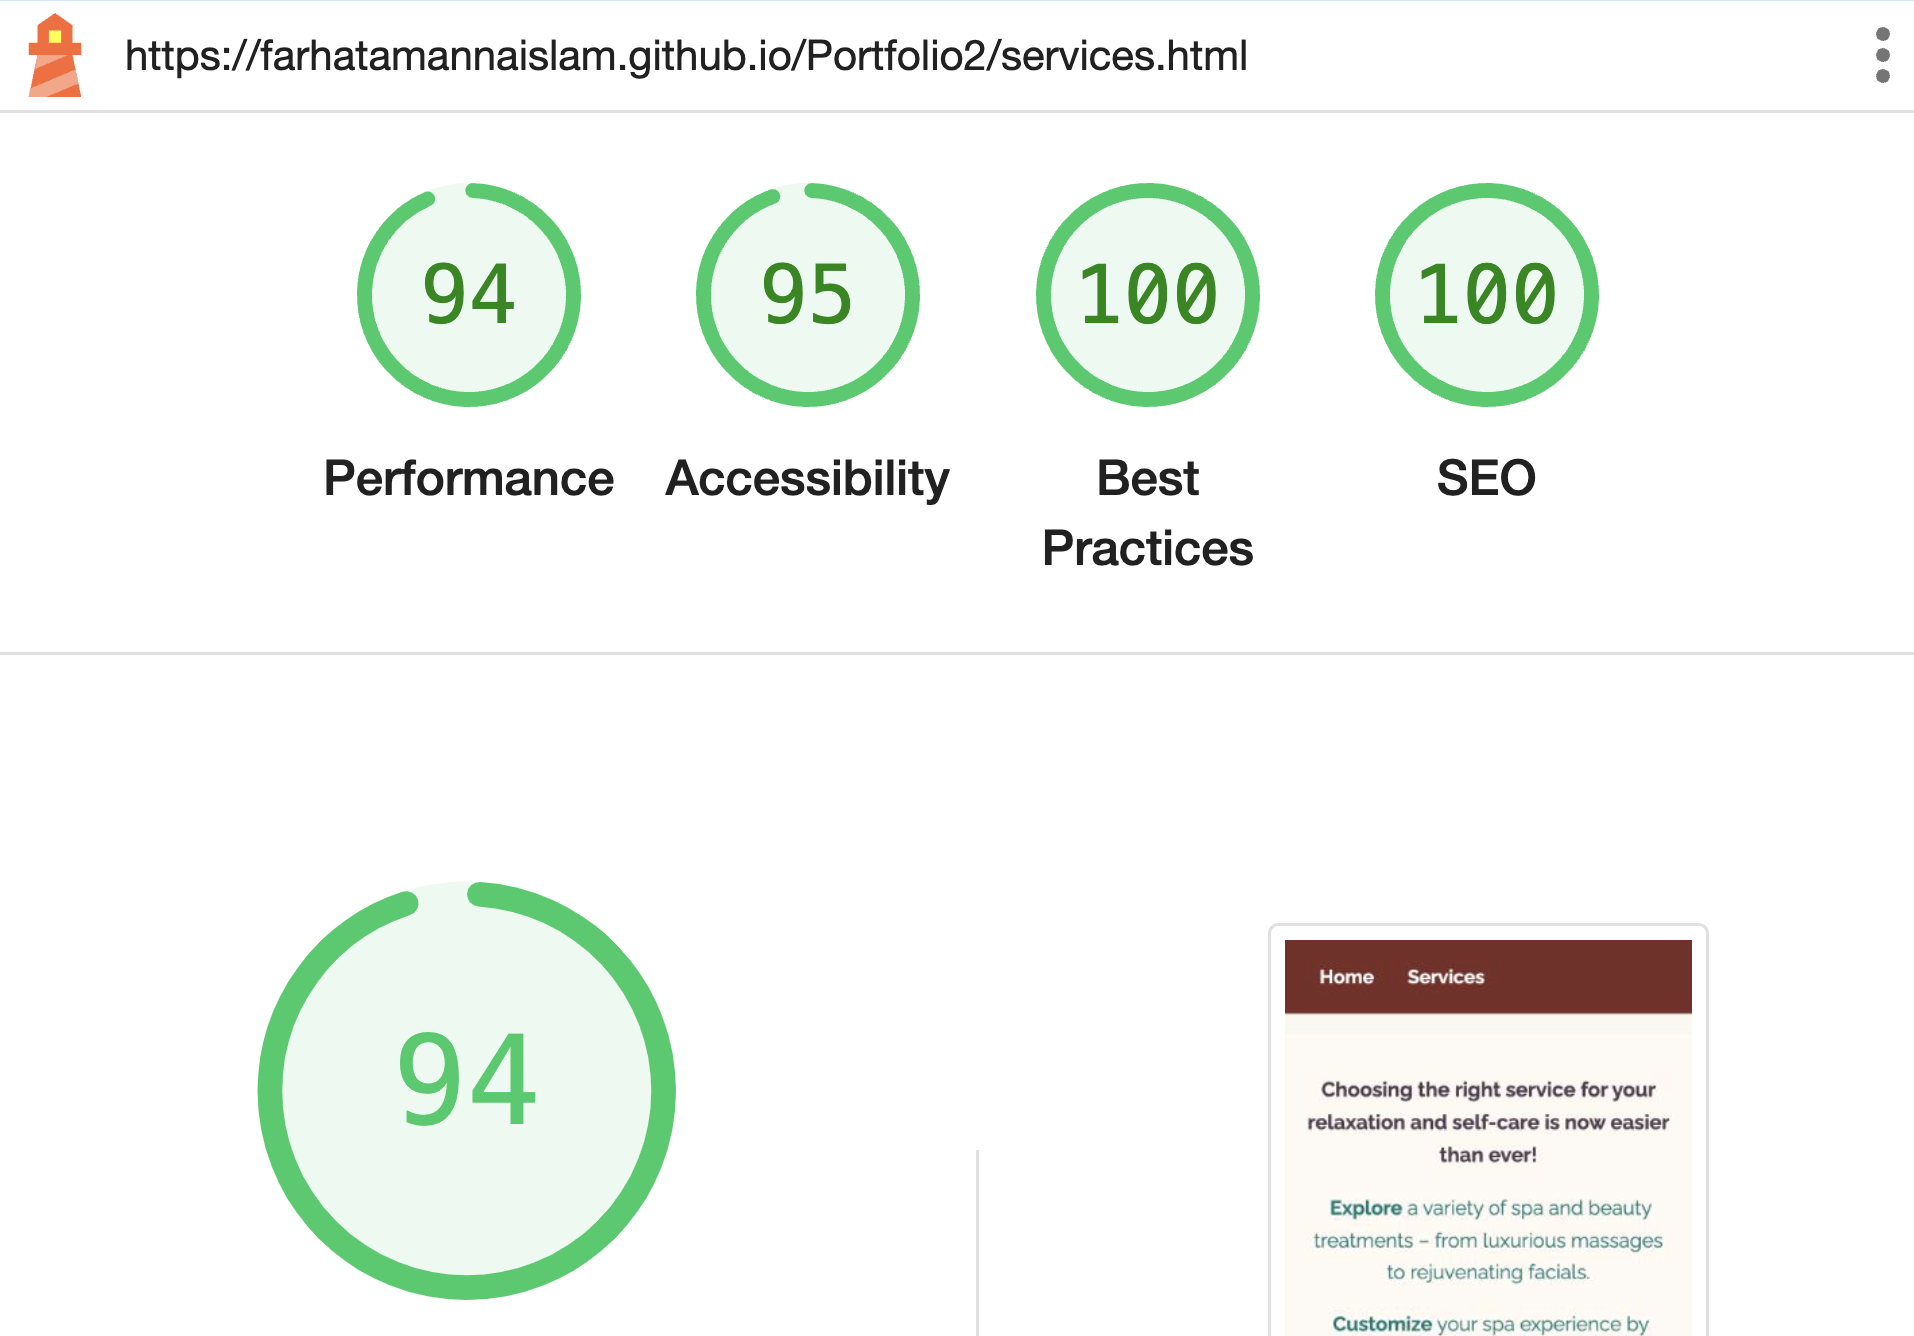 https://farhatamannaislam.github.io/Portfolio2/services.html
94
95
100
100
Performance
Accessibility
Best
Practices
SEO
94
Home Services
Choosing the right service for your
relaxation and self-care is now easier
than ever!
Explore a variety of spa and beauty
treatments – from luxurious massages
to rejuvenating facials.
Customize your spa experience by